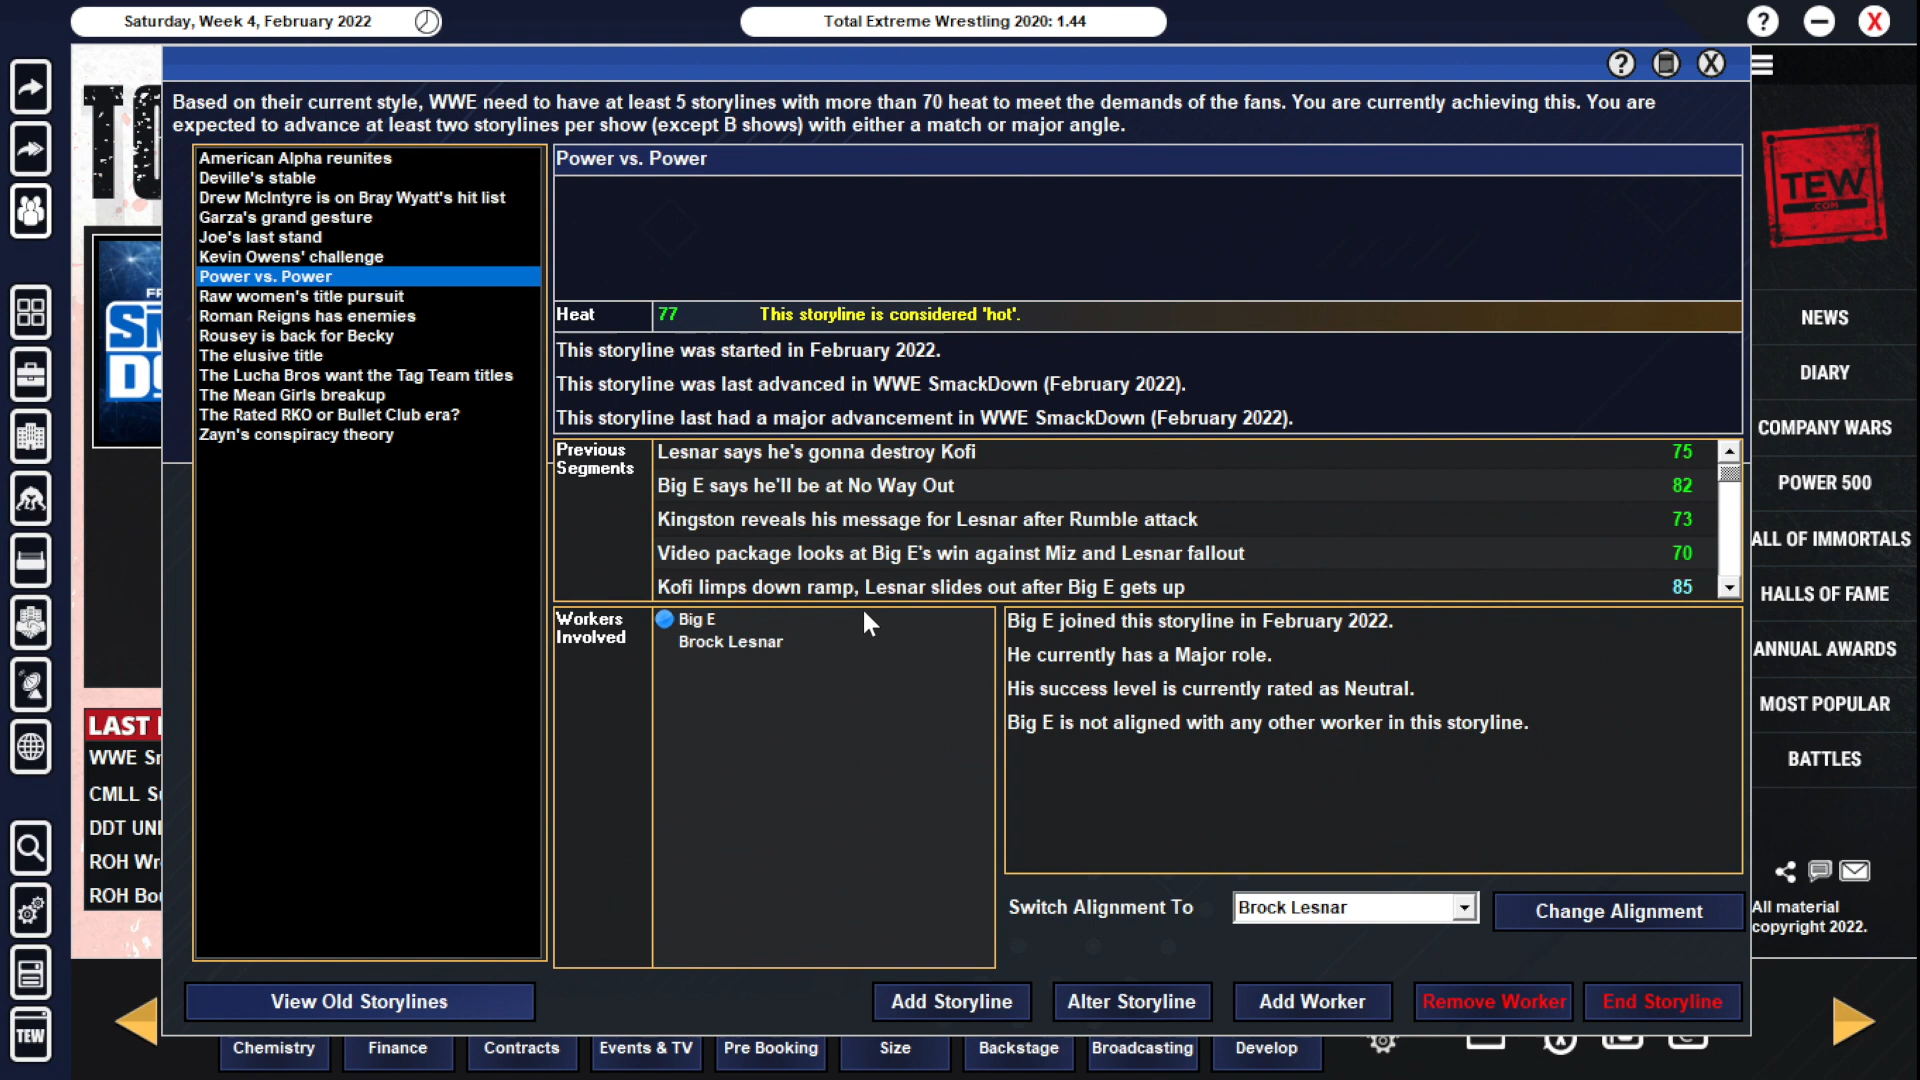 Saturday, Week 4, February 2022
Total Extreme Wrestling 2020: 1.44
?
X
?
X
Based on their current style, WWE need to have at least 5 storylines with more than 70 heat to meet the demands of the fans. You are currently achieving this. You are
expected to advance at least two storylines per show (except B shows) with either a match or major angle.
American Alpha reunites
Deville's stable
Drew McIntyre is on Bray Wyatt's hit list
Garza's grand gesture
Joe's last stand
Kevin Owens' challenge
Power vs. Power
Raw women's title pursuit
Roman Reigns has enemies
Rousey is back for Becky
The elusive title
The Lucha Bros want the Tag Team titles
The Mean Girls breakup
The Rated RKO or Bullet Club era?
Zayn's conspiracy theory
Power vs. Power
Heat
77
This storyline is considered 'hot'.
This storyline was started in February 2022.
This storyline was last advanced in WWE SmackDown (February 2022).
This storyline last had a major advancement in WWE SmackDown (February 2022).
Previous
Segments
Lesnar says he's gonna destroy Kofi 75
Big E says he'll be at No Way Out 82
Kingston reveals his message for Lesnar after Rumble attack 73
Video package looks at Big E's win against Miz and Lesnar fallout 70
Kofi limps down ramp, Lesnar slides out after Big E gets up 85
Workers
Involved
Big E
Brock Lesnar
Big E joined this storyline in February 2022.
He currently has a Major role.
His success level is currently rated as Neutral.
Big E is not aligned with any other worker in this storyline.
Switch Alignment To
Brock Lesnar
Change Alignment
View Old Storylines
Add Storyline
Alter Storyline
Add Worker
Remove Worker
End Storyline
LAST
WWE
CMLL
DDT UNI
ROH
ROH
TEW
.COM
NEWS
DIARY
COMPANY WARS
POWER 500
ALL OF IMMORTALS
HALLS OF FAME
ANNUAL AWARDS
MOST POPULAR
BATTLES
All material
copyright 2022.
TEW
Chemistry
Finance
Contracts
Events & TV
Pre Booking
Size
Backstage
Broadcasting
Develop